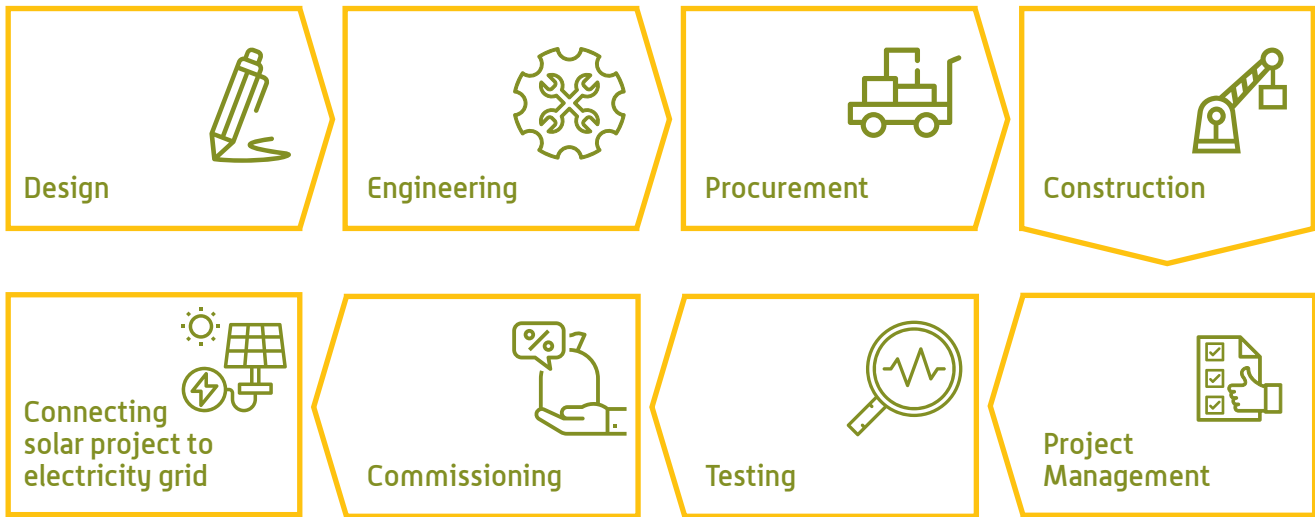 Design
Engineering
Procurement
Construction
Project
Management
Testing
%
Commissioning
Connecting
solar project to
electricity grid